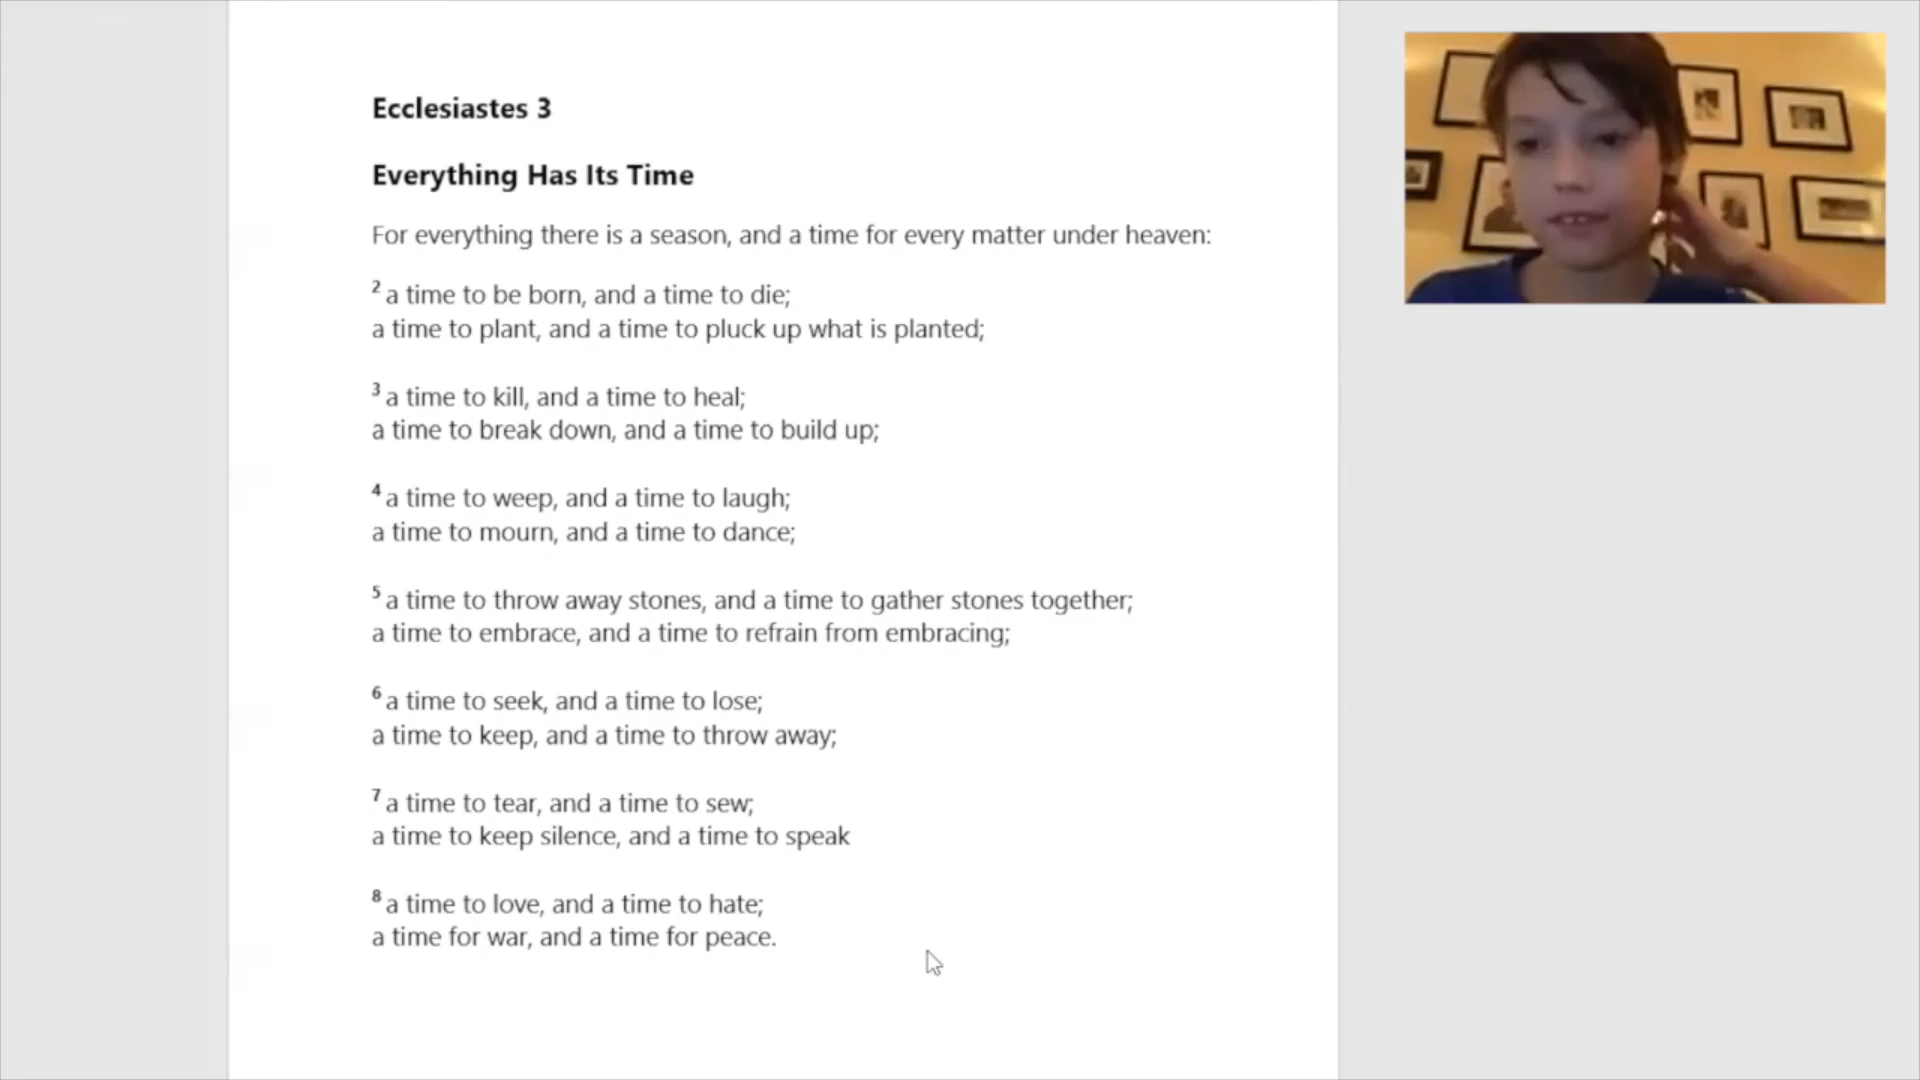 Ecclesiastes 3
Everything Has Its Time
For everything there is a season, and a time for every matter under heaven:
2 a time to be born, and a time to die;
a time to plant, and a time to pluck up what is planted;
3 a time to kill, and a time to heal;
a time to break down, and a time to build up;
4 a time to weep, and a time to laugh;
a time to mourn, and a time to dance;
5 a time to throw away stones, and a time to gather stones together;
a time to embrace, and a time to refrain from embracing;
6 a time to seek, and a time to lose;
a time to keep, and a time to throw away;
7 a time to tear, and a time to sew;
a time to keep silence, and a time to speak
8 a time to love, and a time to hate;
a time for war, and a time for peace.